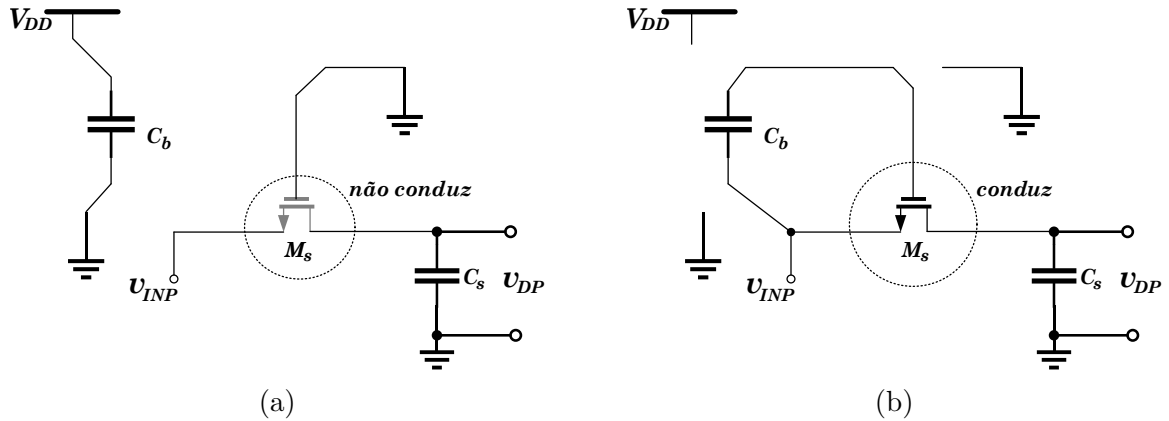 V_DD
C_b
não conduz
M_s
v_INP
C_s
v_DP
(a)
V_DD
C_b
conduz
M_s
v_INP
C_s
v_DP
(b)